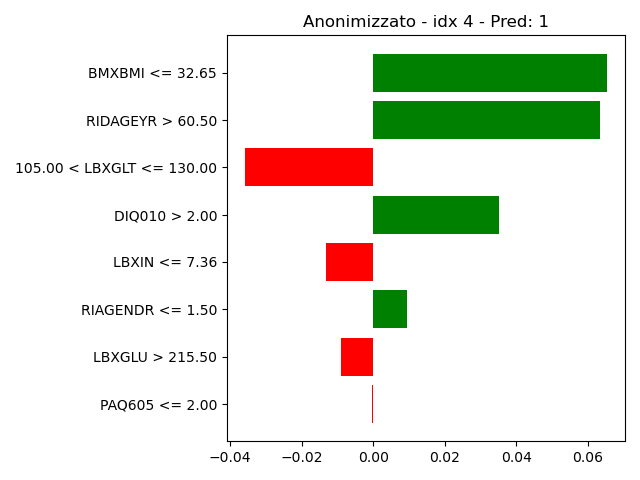 Anonimizzato - idx 4 - Pred: 1
BMXBMI <= 32.65
RIDAGEYR > 60.50
105.00 < LBXGLT <= 130.00
DIQ010 > 2.00
LBXIN <= 7.36
RIAGENDR <= 1.50
LBXGLU > 215.50
PAQ605 <= 2.00
−0.04 −0.02 0.00 0.02 0.04 0.06